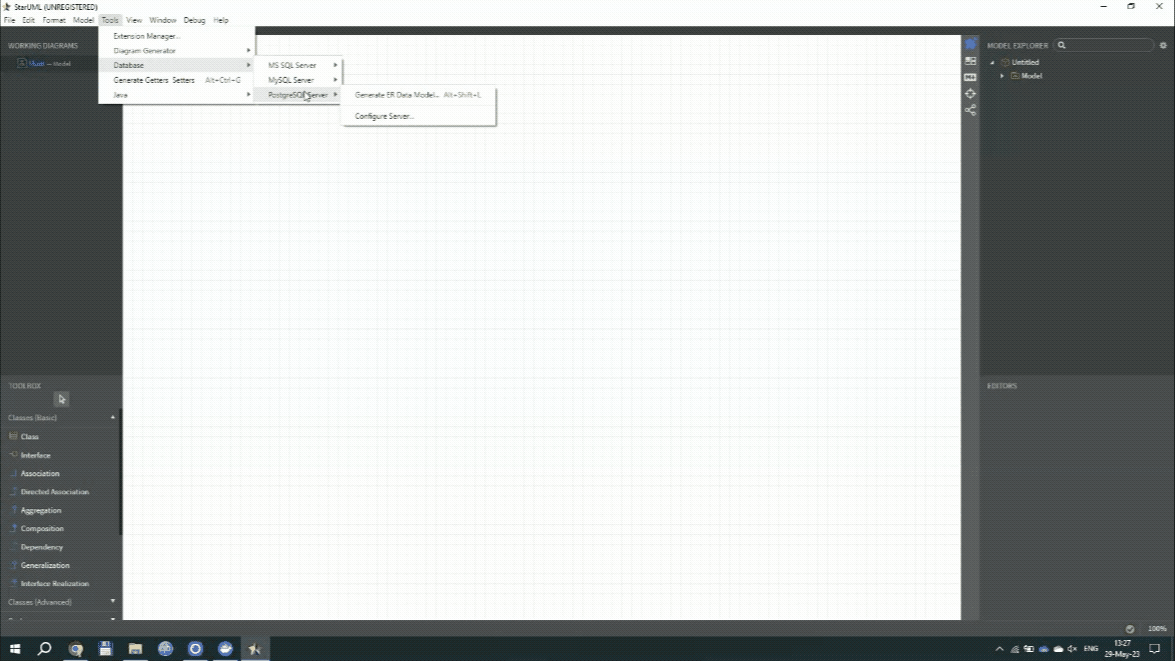 StarUML (UNREGISTERED)
File Edit Format Model Tools View Window Debug Help
WORKING DIAGRAMS
Main — Model
Extension Manager...
Diagram Generator
Database
Generate Getters Setters Alt+Ctrl+G
Java
MS SQL Server
MySQL Server
PostgreSQL Server
Generate ER Data Model... Alt+Shift+L
Configure Server...
MODEL EXPLORER
Untitled
Model
EDITORS
TOOLBOX
Classes (Basic)
Class
Interface
Association
Directed Association
Aggregation
Composition
Dependency
Generalization
Interface Realization
Classes (Advanced)
100%
ENG
13:27
29-May-23